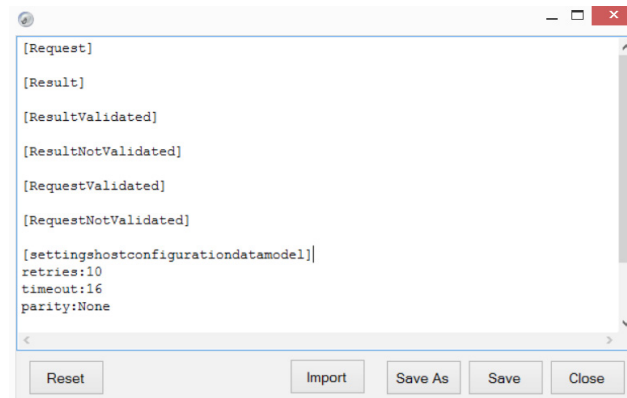 [Request]
[Result]
[ResultValidated]
[ResultNotValidated]
[RequestValidated]
[RequestNotValidated]
[settingshostconfigurationdatamodel]
retries:10
timeout:16
parity:None
Reset
Import
Save As
Save
Close